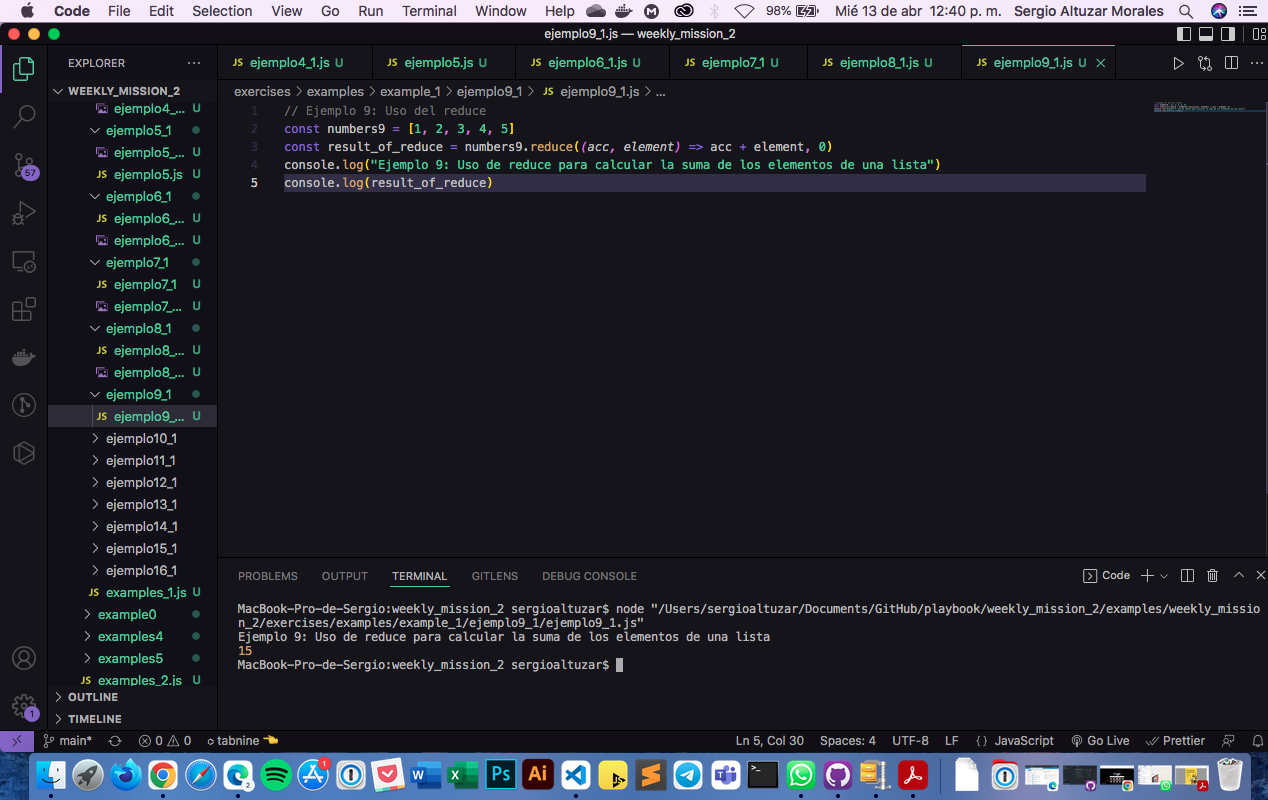 Code File Edit Selection View Go Run Terminal Window Help 98% Mié 13 de abr 12:40 p. m. Sergio Altuzar Morales
ejemplo9_1.js — weekly_mission_2
EXPLORER ...
ejemplo4_1.js U ejemplo5.js U ejemplo6_1.js U ejemplo7_1 U ejemplo8_1.js U ejemplo9_1.js U
exercises > examples > example_1 > ejemplo9_1 > JS ejemplo9_1.js > ...
WEEKLY_MISSION_2
ejemplo4_... U
ejemplo5_1
ejemplo5_... U
JS ejemplo5.js U
ejemplo6_1
JS ejemplo6_... U
ejemplo6_... U
ejemplo7_1
JS ejemplo7_1 U
ejemplo7_... U
ejemplo8_1
JS ejemplo8_... U
ejemplo8_... U
ejemplo9_1
JS ejemplo9_... U
ejemplo10_1
ejemplo11_1
ejemplo12_1
ejemplo13_1
ejemplo14_1
ejemplo15_1
ejemplo16_1
JS examples_1.js U
example0
examples4
examples5
JS examples_2.js U
OUTLINE
TIMELINE
57
1
1 // Ejemplo 9: Uso del reduce
2 const numbers9 = [1, 2, 3, 4, 5]
3 const result_of_reduce = numbers9.reduce((acc, element) => acc + element, 0)
4 console.log("Ejemplo 9: Uso de reduce para calcular la suma de los elementos de una lista")
5 console.log(result_of_reduce)
PROBLEMS OUTPUT TERMINAL GITLENS DEBUG CONSOLE Code
MacBook-Pro-de-Sergio:weekly_mission_2 sergioaltuzar$ node "/Users/sergioaltuzar/Documents/GitHub/playbook/weekly_mission_2/examples/weekly_missio
n_2/exercises/examples/example_1/ejemplo9_1/ejemplo9_1.js"
Ejemplo 9: Uso de reduce para calcular la suma de los elementos de una lista
15
MacBook-Pro-de-Sergio:weekly_mission_2 sergioaltuzar$
main* 0 0 tabnine Ln 5, Col 30 Spaces: 4 UTF-8 LF {} JavaScript Go Live Prettier
2 1 W X Ps Ai